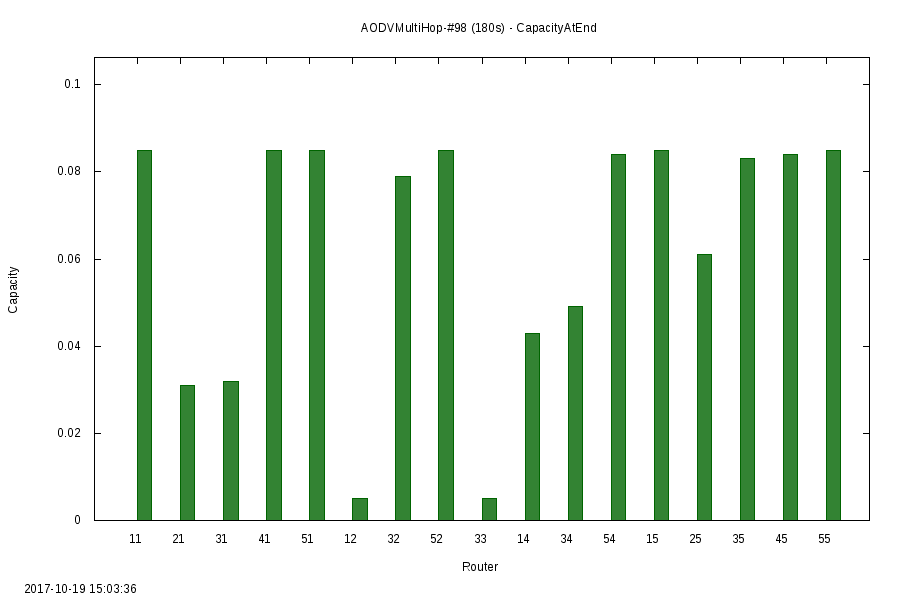 AODVMultiHop-#98 (180s) - CapacityAtEnd
0.1
0.08
0.06
0.04
0.02
0
Capacity
11 21 31 41 51 12 32 52 33 14 34 54 15 25 35 45 55
Router
2017-10-19 15:03:36